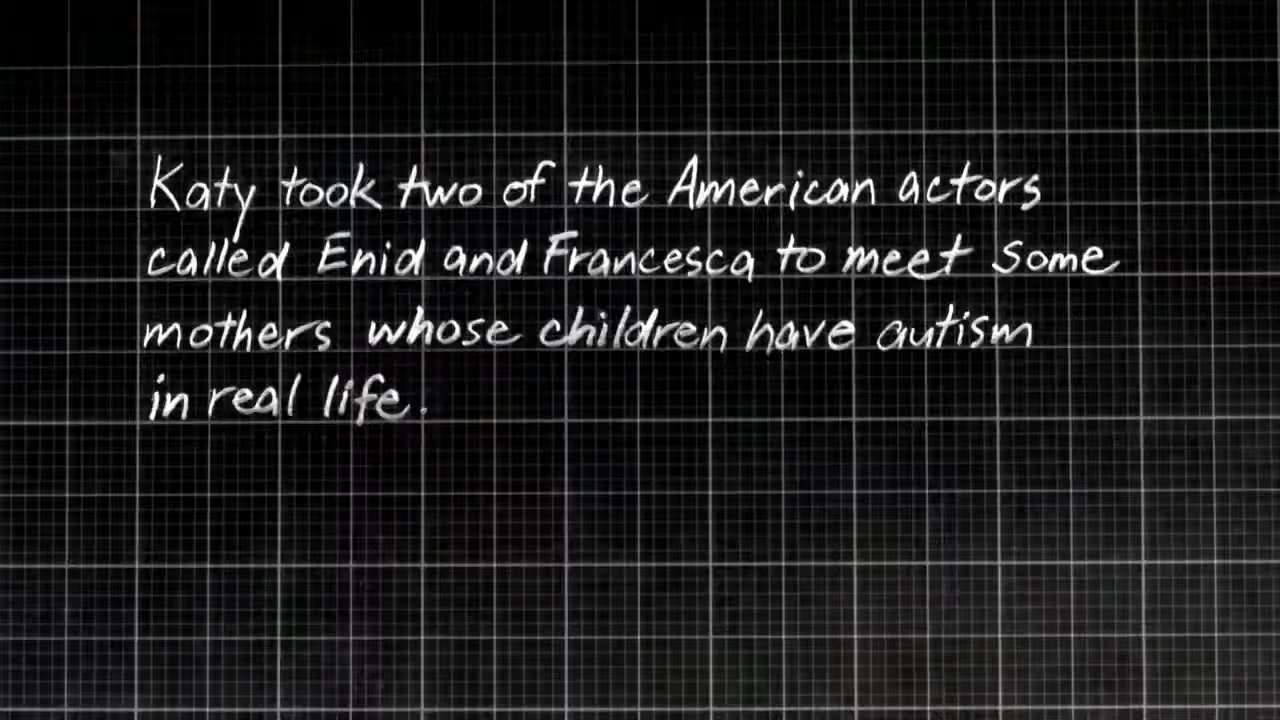 Katy took two of the American actors
called Enid and Francesca to meet some
mothers whose children have autism
in real life.